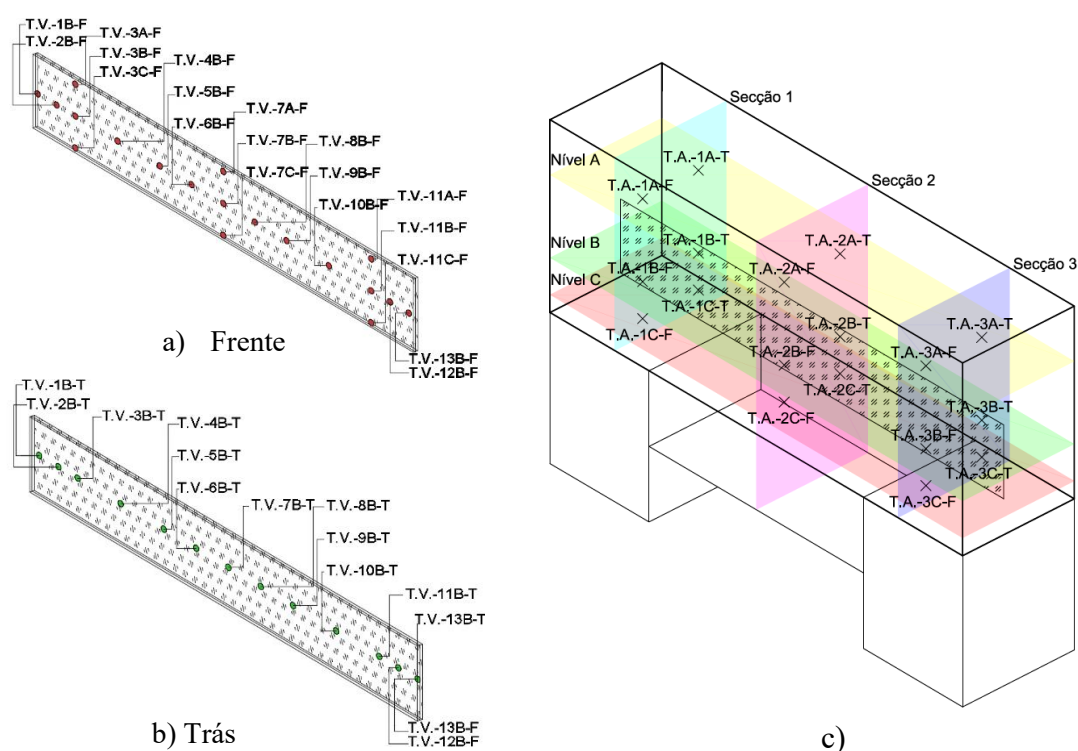 T.V.-1B-F
T.V.-2B-F
T.V.-3A-F
T.V.-3B-F
T.V.-3C-F
T.V.-4B-F
T.V.-5B-F
T.V.-6B-F
T.V.-7A-F
T.V.-7B-F
T.V.-7C-F
T.V.-8B-F
T.V.-9B-F
T.V.-10B-F
T.V.-11A-F
T.V.-11B-F
T.V.-11C-F
T.V.-13B-F
T.V.-12B-F
a) Frente
T.V.-1B-T
T.V.-2B-T
T.V.-3B-T
T.V.-4B-T
T.V.-5B-T
T.V.-6B-T
T.V.-7B-T
T.V.-8B-T
T.V.-9B-T
T.V.-10B-T
T.V.-11B-T
T.V.-13B-T
T.V.-13B-F
T.V.-12B-F
b) Trás
Secção 1
Secção 2
Secção 3
Nível A
Nível B
Nível C
T.A.-1A-T
T.A.-1A-F
T.A.-1B-T
T.A.-1B-F
T.A.-1C-T
T.A.-1C-F
T.A.-2A-T
T.A.-2A-F
T.A.-2B-T
T.A.-2B-F
T.A.-2C-T
T.A.-2C-F
T.A.-3A-T
T.A.-3A-F
T.A.-3B-T
T.A.-3B-F
T.A.-3C-T
T.A.-3C-F
c)